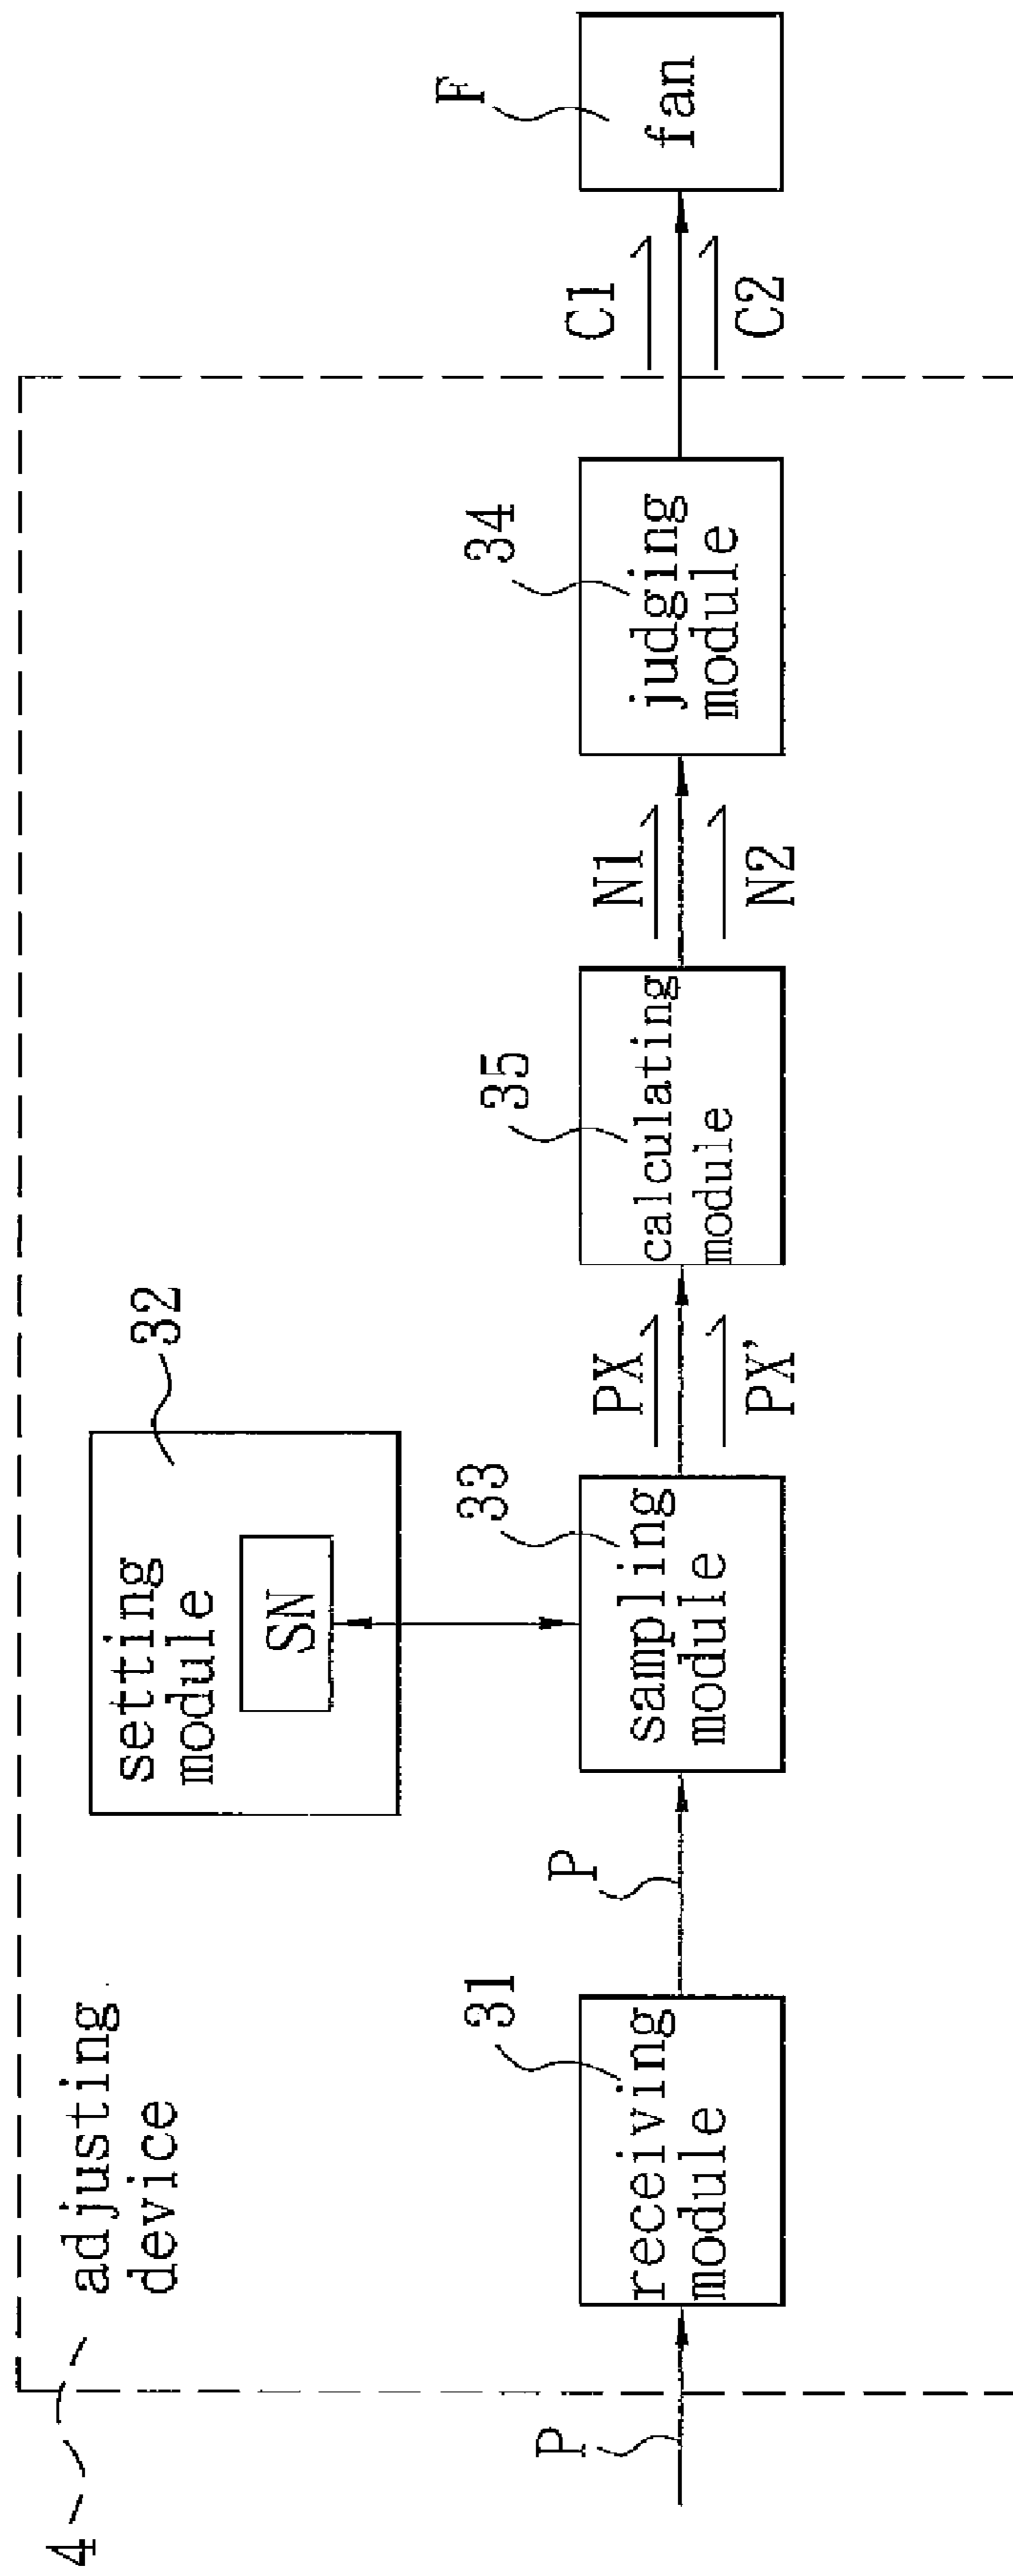 4
adjusting
device
setting
module
32
SN
P
receiving
module
31
P
sampling
module
33
PX
PX'
calculating
module
35
N1
N2
judging
module
34
C1
C2
fan
F